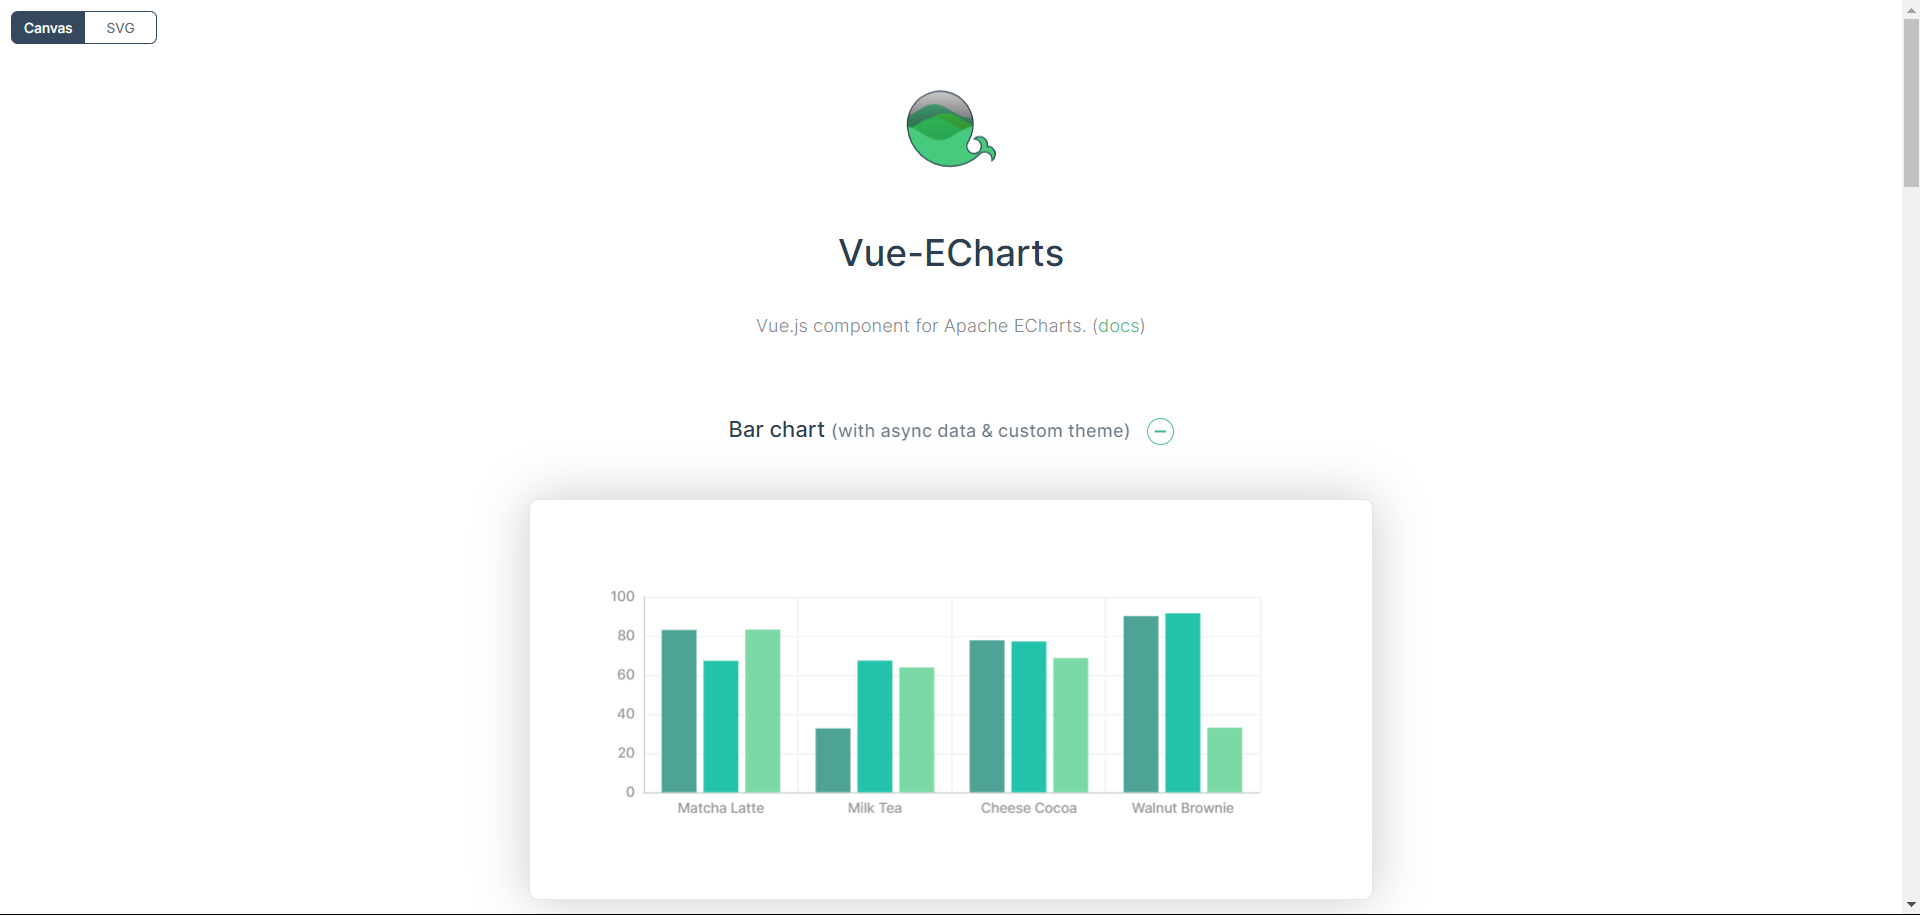 Canvas SVG
Vue-ECharts
Vue.js component for Apache ECharts. (docs)
Bar chart (with async data & custom theme)
100
80
60
40
20
0
Matcha Latte Milk Tea Cheese Cocoa Walnut Brownie